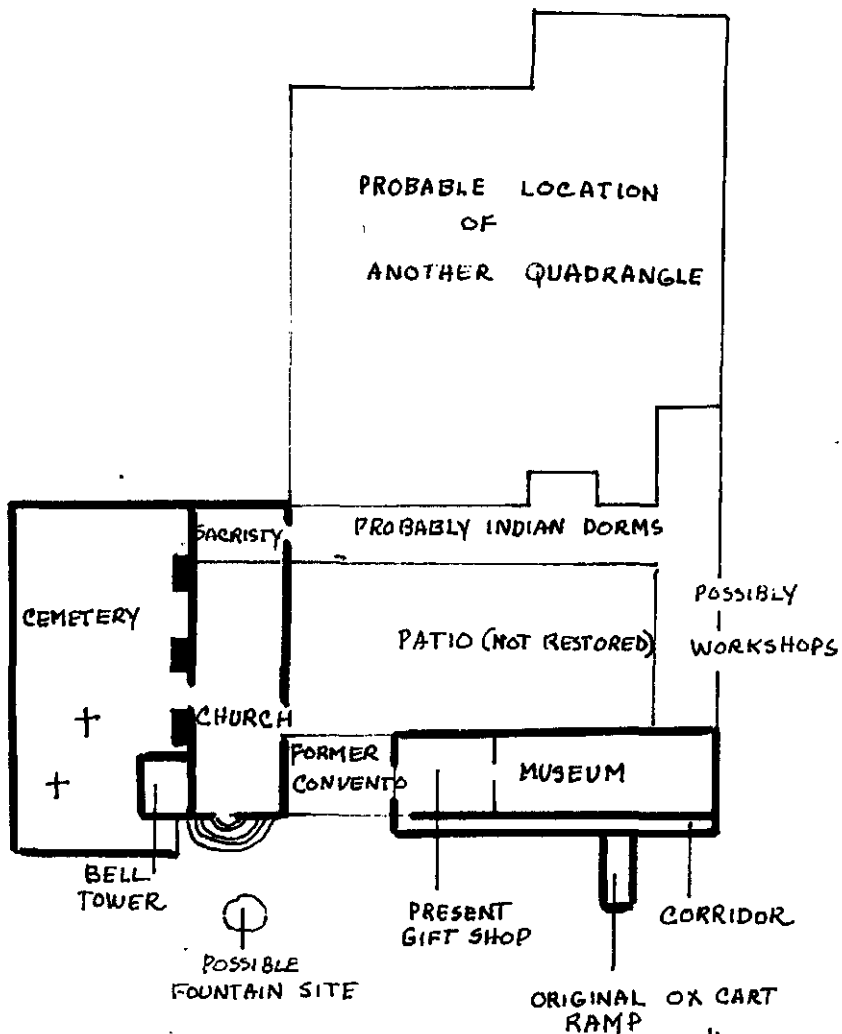 PROBABLE LOCATION
OF
ANOTHER QUADRANGLE
SACRISTY
PROBABLY INDIAN DORMS
CEMETERY
PATIO (NOT RESTORED)
POSSIBLY
WORKSHOPS
CHURCH
FORMER
CONVENTO
MUSEUM
BELL
TOWER
PRESENT
GIFT SHOP
CORRIDOR
POSSIBLE
FOUNTAIN SITE
ORIGINAL OX CART
RAMP